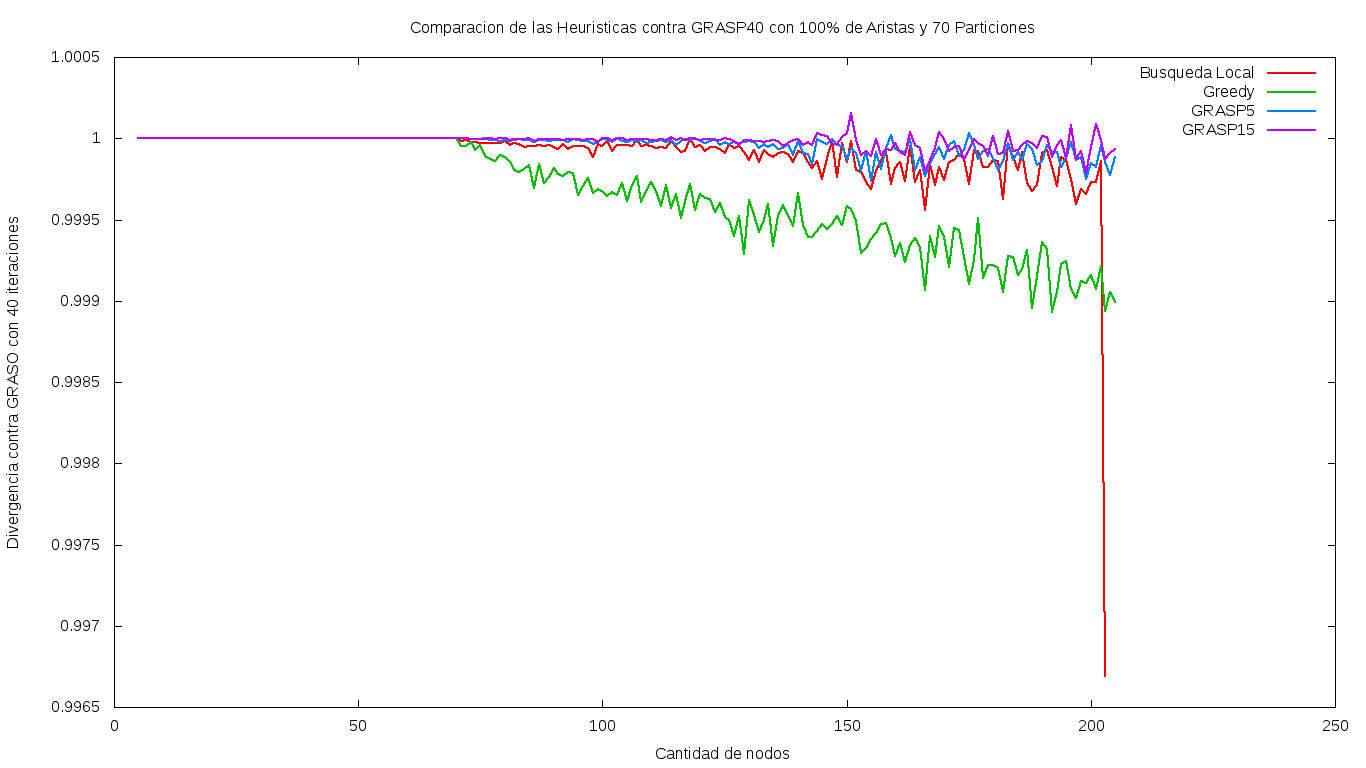 Comparacion de las Heuristicas contra GRASP40 con 100% de Aristas y 70 Particiones
Divergencia contra GRASO con 40 iteraciones
1.0005
1
0.9995
0.999
0.9985
0.998
0.9975
0.997
0.9965
Busqueda Local
Greedy
GRASP5
GRASP15
0
50
100
150
200
250
Cantidad de nodos